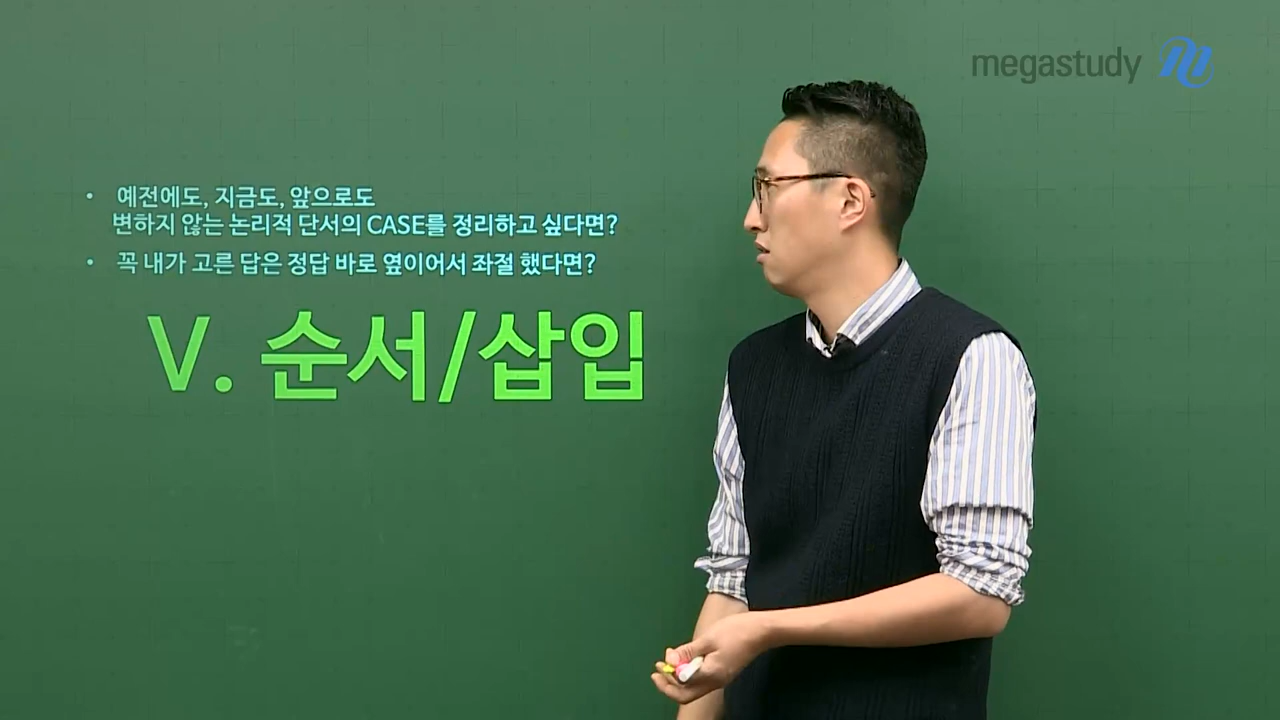 megastudy
• 예전에도, 지금도, 앞으로도
변하지 않는 논리적 단서의 CASE를 정리하고 싶다면?
• 꼭 내가 고른 답은 정답 바로 옆이어서 좌절 했다면?
V. 순서/삽입